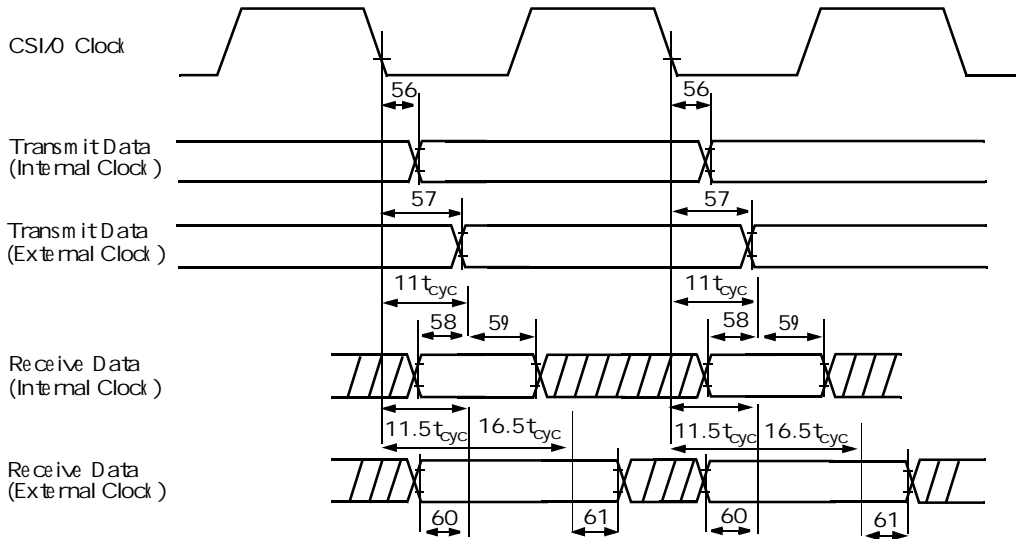 CSI/O Clock
56 56
Transmit Data
(Internal Clock)
57 57
Transmit Data
(External Clock)
11tcyc 11tcyc
58 59 58 59
Receive Data
(Internal Clock)
11.5tcyc 16.5tcyc 11.5tcyc 16.5tcyc
Receive Data
(External Clock)
60 61 60 61